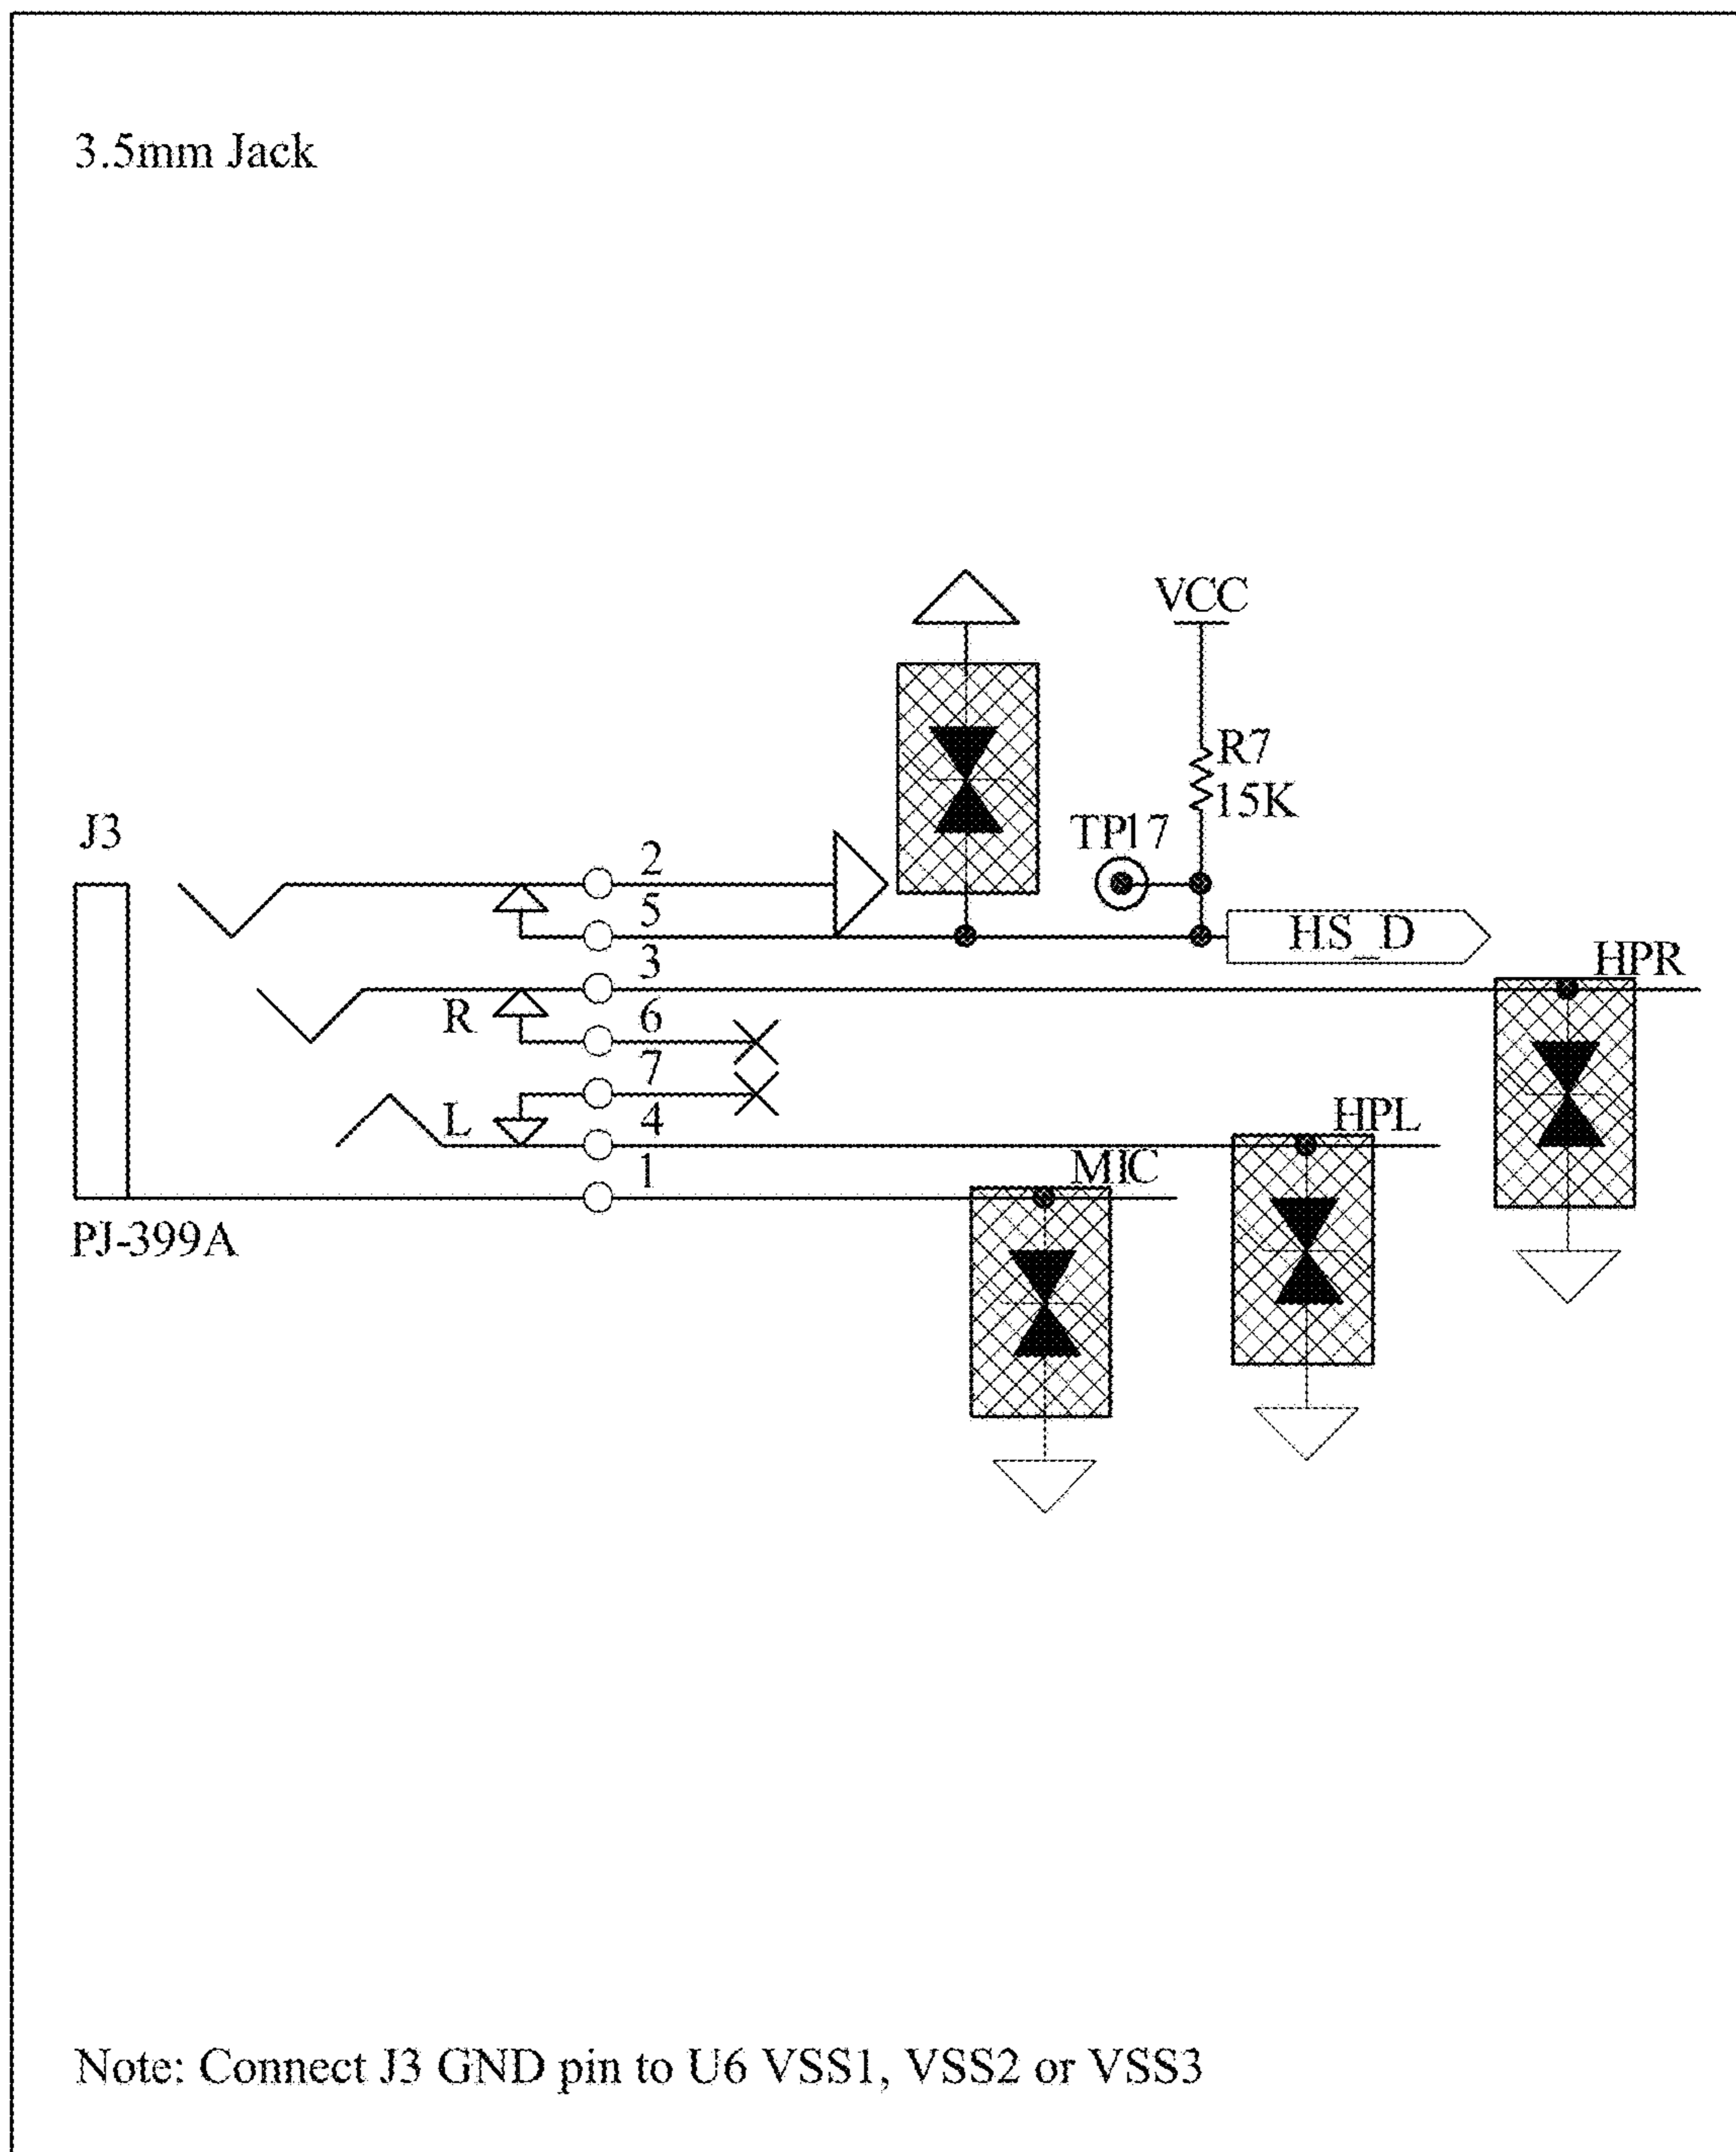 3.5mm Jack
VCC
R7
15K
TP17
J3
2
5
HS_D
3
HPR
R
6
7
L
4
HPL
1
MIC
PJ-399A
Note: Connect J3 GND pin to U6 VSS1, VSS2 or VSS3